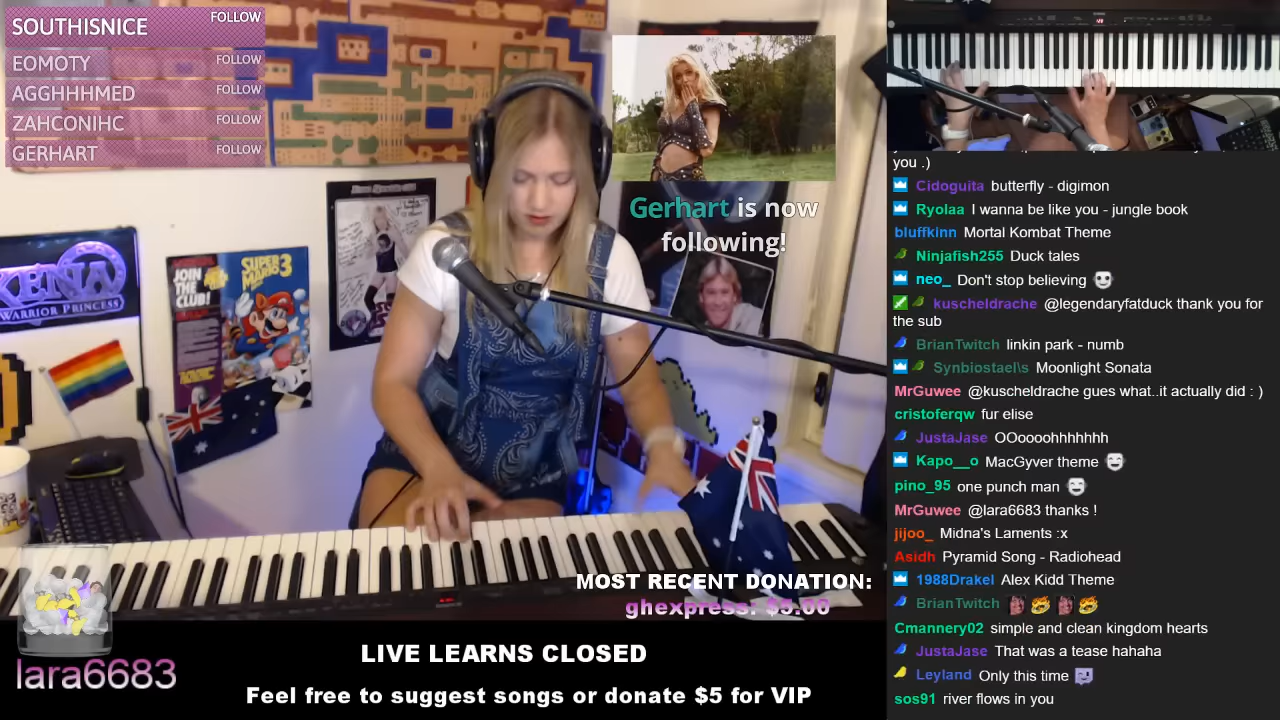 SOUTHISNICE FOLLOW
EOMOTY FOLLOW
AGGHHHMED FOLLOW
ZAHCONIHC FOLLOW
GERHART FOLLOW
Gerhart is now
following!
XENA
WARRIOR PRINCESS
JOIN
THE
CLUB!
SUPER
MARIO 3
MOST RECENT DONATION:
ghexpress: $5.00
lara6683
LIVE LEARNS CLOSED
Feel free to suggest songs or donate $5 for VIP
you .)
Cidoguita butterfly - digimon
Ryolaa I wanna be like you - jungle book
bluffkinn Mortal Kombat Theme
Ninjafish255 Duck tales
neo_ Don't stop believing
kuscheldrache @legendaryfatduck thank you for
the sub
BrianTwitch linkin park - numb
Synbiostael\s Moonlight Sonata
MrGuwee @kuscheldrache gues what..it actually did : )
cristoferqw fur elise
JustaJase OOoooohhhhhhh
Kapo__o MacGyver theme
pino_95 one punch man
MrGuwee @lara6683 thanks !
jijoo_ Midna's Laments :x
Asidh Pyramid Song - Radiohead
1988Drakel Alex Kidd Theme
BrianTwitch
Cmannery02 simple and clean kingdom hearts
JustaJase That was a tease hahaha
Leyland Only this time
sos91 river flows in you